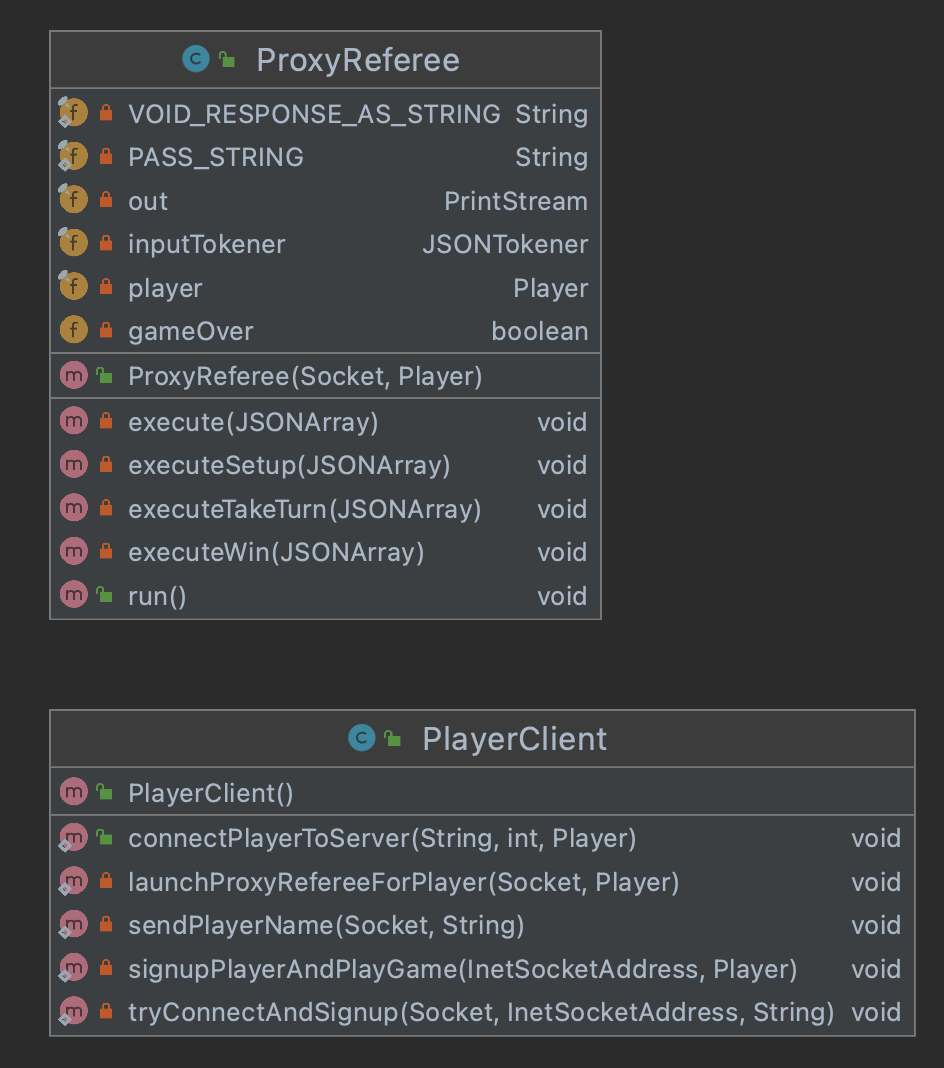 ProxyReferee
VOID_RESPONSE_AS_STRING String
PASS_STRING String
out PrintStream
inputTokener JSONTokener
player Player
gameOver boolean
ProxyReferee(Socket, Player)
execute(JSONArray) void
executeSetup(JSONArray) void
executeTakeTurn(JSONArray) void
executeWin(JSONArray) void
run() void
PlayerClient
PlayerClient()
connectPlayerToServer(String, int, Player) void
launchProxyRefereeForPlayer(Socket, Player) void
sendPlayerName(Socket, String) void
signupPlayerAndPlayGame(InetSocketAddress, Player) void
tryConnectAndSignup(Socket, InetSocketAddress, String) void